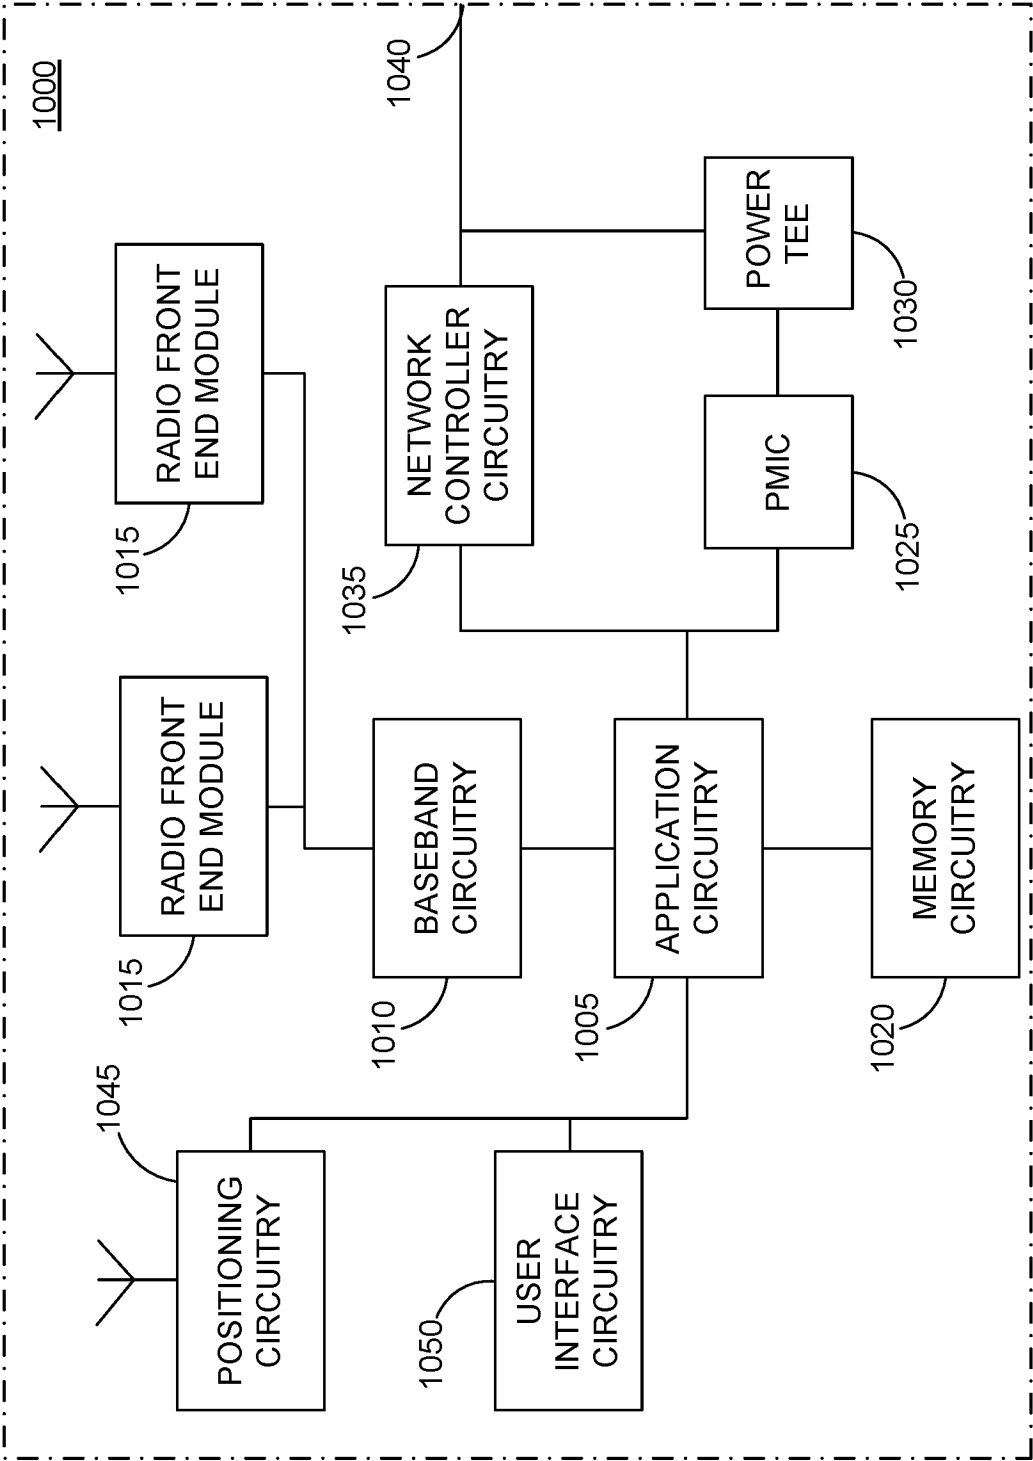 1000
RADIO FRONT
END MODULE
1015
RADIO FRONT
END MODULE
1015
1045
POSITIONING
CIRCUITRY
1040
NETWORK
CONTROLLER
CIRCUITRY
1035
BASEBAND
CIRCUITRY
1010
USER
INTERFACE
CIRCUITRY
1050
POWER
TEE
1030
PMIC
1025
APPLICATION
CIRCUITRY
1005
MEMORY
CIRCUITRY
1020